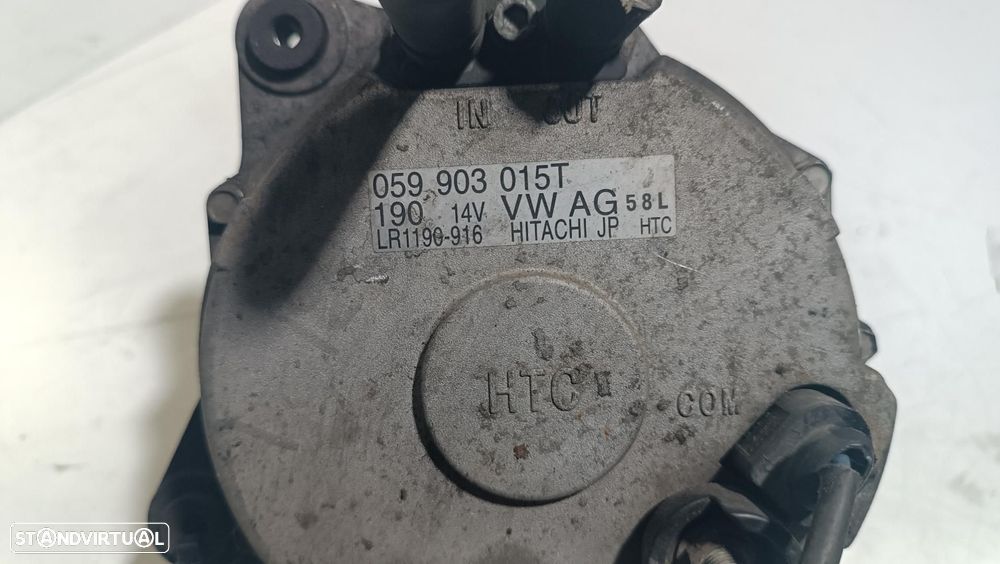 IN OUT
059 903 015T
190 14V VW AG 58L
LR1190-916 HITACHI JP HTC
HTC
COM
STANDVIRTUAL